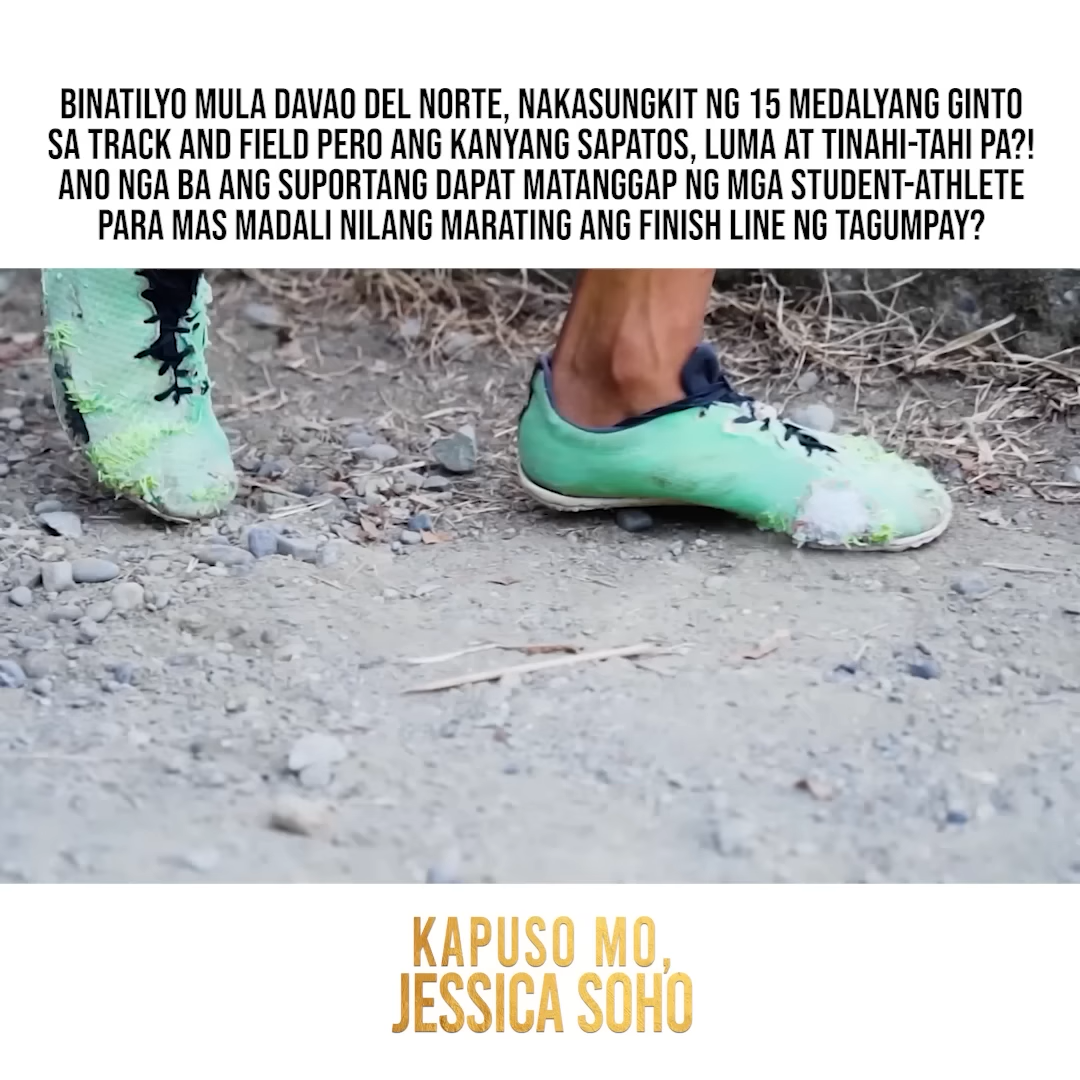 BINATILYO MULA DAVAO DEL NORTE, NAKASUNGKIT NG 15 MEDALYANG GINTO
SA TRACK AND FIELD PERO ANG KANYANG SAPATOS, LUMA AT TINAHI-TAHI PA?!
ANO NGA BA ANG SUPORTANG DAPAT MATANGGAP NG MGA STUDENT-ATHLETE
PARA MAS MADALI NILANG MARATING ANG FINISH LINE NG TAGUMPAY?
KAPUSO MO,
JESSICA SOHO